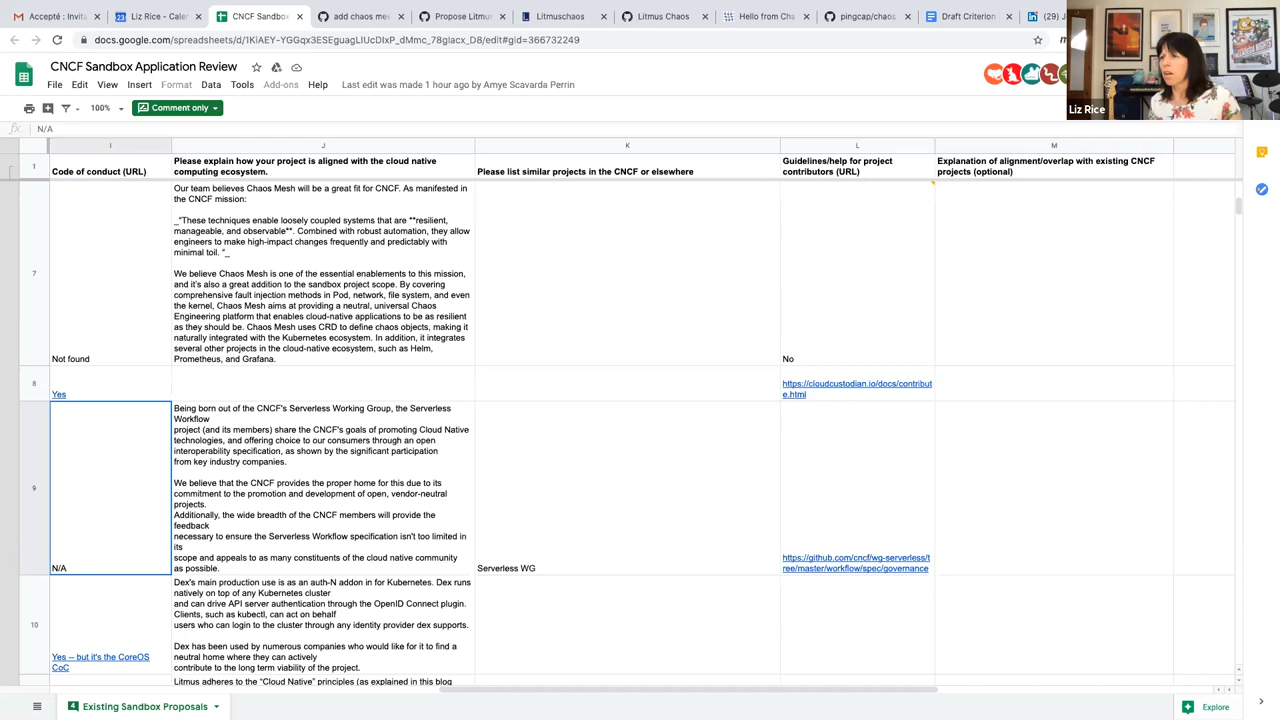 Accepté : Invita
Liz Rice - Calen
CNCF Sandbox
add chaos me
Propose Litmu
Litmuschaos
Litmus Chaos
Hello from Cha
pingcap/chaos
Draft Criterion
(29) J
docs.google.com/spreadsheets/d/1KiAEY-YGGqx3ESEguagLIUcDIxP_dMmc_78glacx_D8/edit#gid=366732249
CNCF Sandbox Application Review
File Edit View Insert Format Data Tools Add-ons Help Last edit was made 1 hour ago by Amye Scavarda Perrin
100% Comment only
Liz Rice
fx N/A
I J K L M
1
Code of conduct (URL)
Please explain how your project is aligned with the cloud native
computing ecosystem.
Please list similar projects in the CNCF or elsewhere
Guidelines/help for project
contributors (URL)
Explanation of alignment/overlap with existing CNCF
projects (optional)
7
Not found
Our team believes Chaos Mesh will be a great fit for CNCF. As manifested in
the CNCF mission:
_"These techniques enable loosely coupled systems that are **resilient,
manageable, and observable**. Combined with robust automation, they allow
engineers to make high-impact changes frequently and predictably with
minimal toil. "_
We believe Chaos Mesh is one of the essential enablements to this mission,
and it's also a great addition to the sandbox project scope. By covering
comprehensive fault injection methods in Pod, network, file system, and even
the kernel, Chaos Mesh aims at providing a neutral, universal Chaos
Engineering platform that enables cloud-native applications to be as resilient
as they should be. Chaos Mesh uses CRD to define chaos objects, making it
naturally integrated with the Kubernetes ecosystem. In addition, it integrates
several other projects in the cloud-native ecosystem, such as Helm,
Prometheus, and Grafana.
No
8
Yes
https://cloudcustodian.io/docs/contribut
e.html
9
N/A
Being born out of the CNCF's Serverless Working Group, the Serverless
Workflow
project (and its members) share the CNCF's goals of promoting Cloud Native
technologies, and offering choice to our consumers through an open
interoperability specification, as shown by the significant participation
from key industry companies.
We believe that the CNCF provides the proper home for this due to its
commitment to the promotion and development of open, vendor-neutral
projects.
Additionally, the wide breadth of the CNCF members will provide the
feedback
necessary to ensure the Serverless Workflow specification isn't too limited in
its
scope and appeals to as many constituents of the cloud native community
as possible.
Serverless WG
https://github.com/cncf/wg-serverless/t
ree/master/workflow/spec/governance
10
Yes -- but it's the CoreOS
CoC
Dex's main production use is as an auth-N addon in for Kubernetes. Dex runs
natively on top of any Kubernetes cluster
and can drive API server authentication through the OpenID Connect plugin.
Clients, such as kubectl, can act on behalf
users who can login to the cluster through any identity provider dex supports.
Dex has been used by numerous companies who would like for it to find a
neutral home where they can actively
contribute to the long term viability of the project.
Litmus adheres to the "Cloud Native" principles (as explained in this blog
4 Existing Sandbox Proposals
Explore